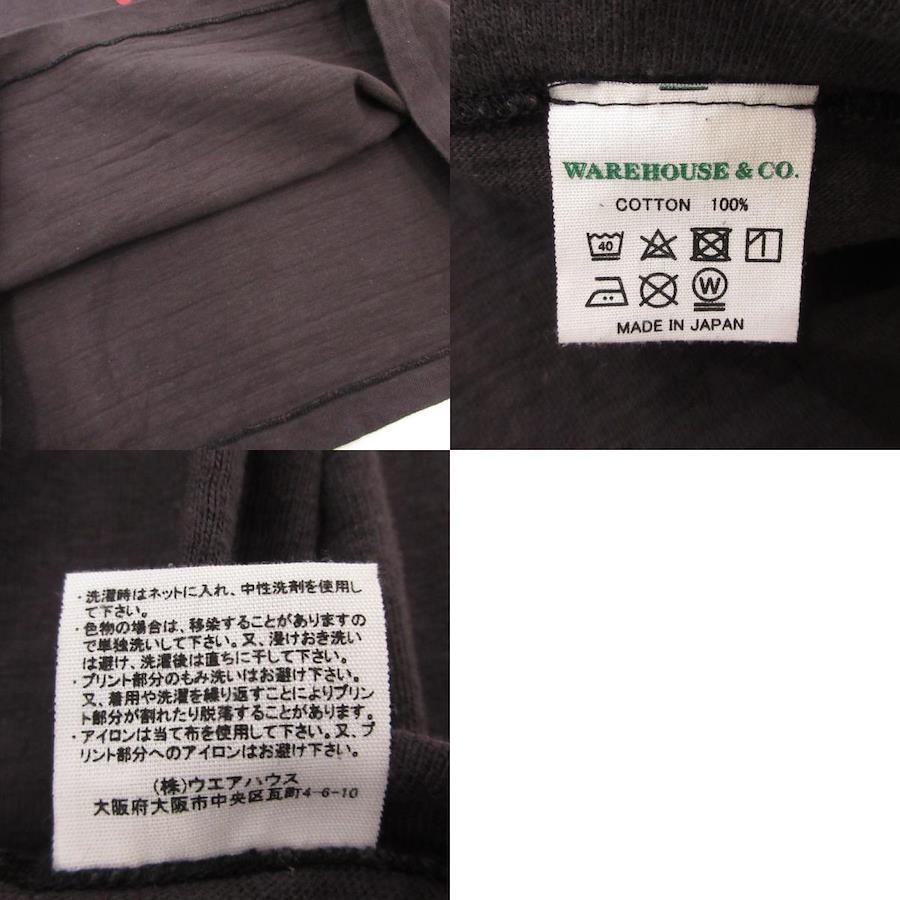 WAREHOUSE & CO.
COTTON 100%
40
W
MADE IN JAPAN
・洗濯時はネットに入れ、中性洗剤を使用し
て下さい。
・色物の場合は、移染することがありますの
で単独洗いして下さい。又、浸けおき洗い
は避け、洗濯後は直ちに干して下さい。
・プリント部分のもみ洗いはお避け下さい。
又、着用や洗濯を繰り返すことによりプリン
ト部分が割れたり脱落することがあります。
・アイロンは当て布を使用して下さい。又、プ
リント部分へのアイロンはお避け下さい。
(株)ウエアハウス
大阪府大阪市中央区瓦町4-6-10